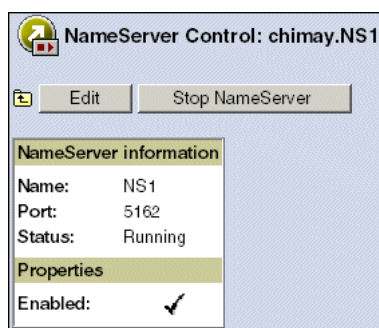 NameServer Control: chimay.NS1
Edit Stop NameServer
NameServer information
Name: NS1
Port: 5162
Status: Running
Properties
Enabled: